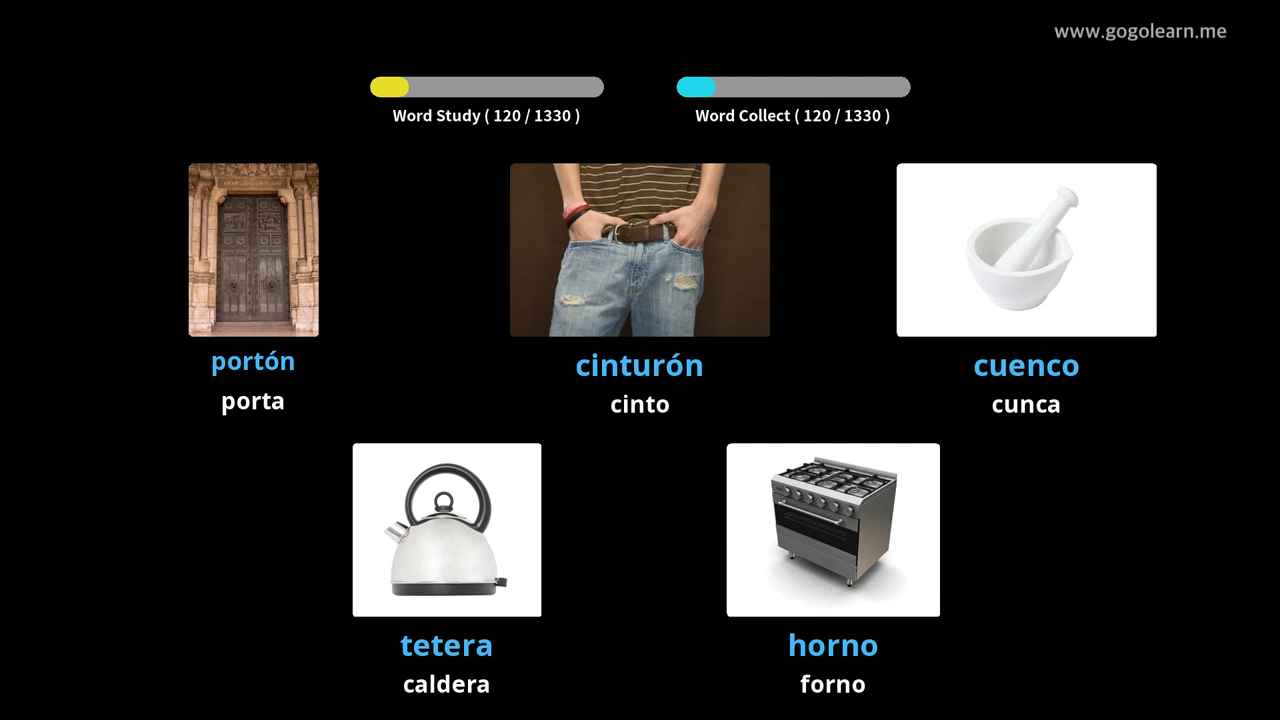 www.gogolearn.me
Word Study ( 120 / 1330 )
Word Collect ( 120 / 1330 )
portón
porta
cinturón
cinto
cuenco
cunca
tetera
caldera
horno
forno